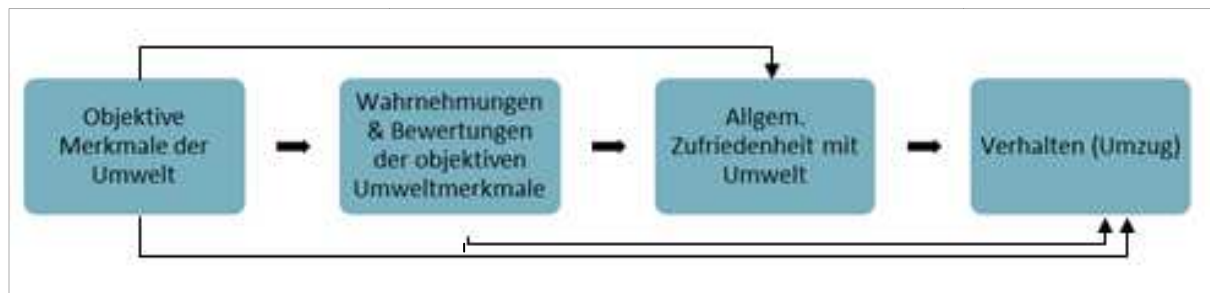 Objektive
Merkmale der
Umwelt
Wahrnehmungen
& Bewertungen
der objektiven
Umweltmerkmale
Allgem.
Zufriedenheit mit
Umwelt
Verhalten (Umzug)